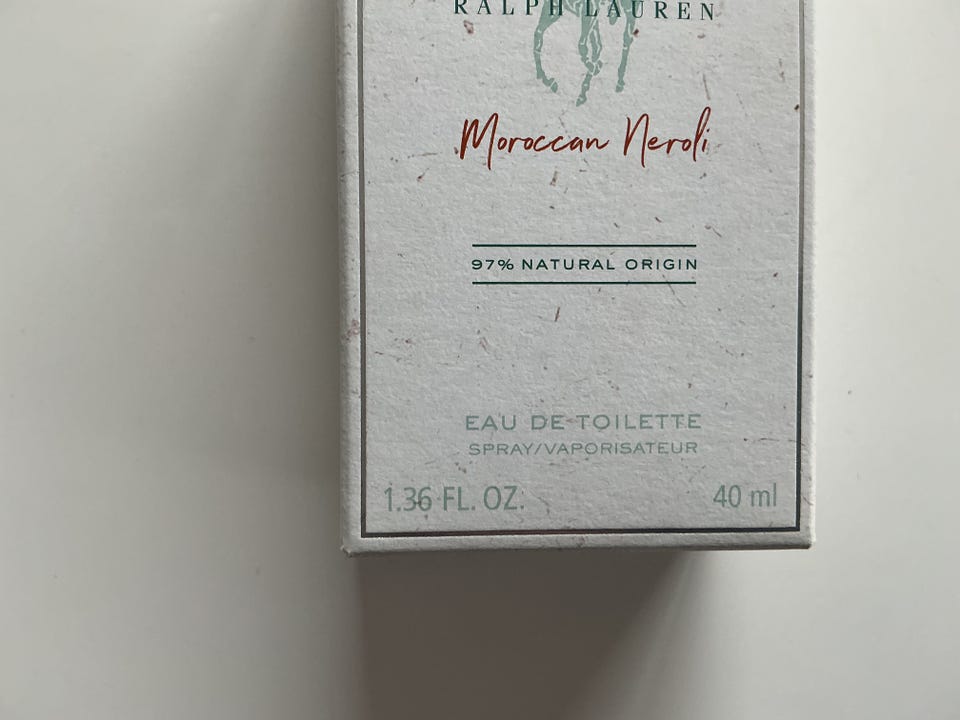 RALPH LAUREN
Moroccan Neroli
97% NATURAL ORIGIN
EAU DE TOILETTE
SPRAY/VAPORISATEUR
1.36 FL. OZ. 40 ml